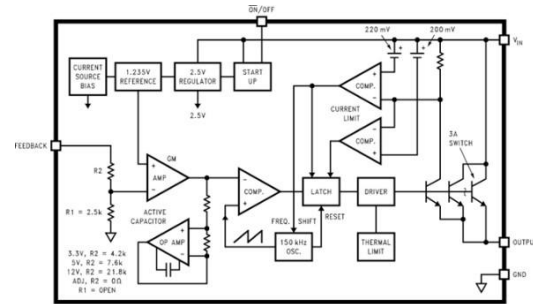 ON/OFF
220 mV
200 mV
VIN
CURRENT
SOURCE
BIAS
1.235V
REFERENCE
2.5V
REGULATOR
START
UP
2.5V
COMP.
CURRENT
LIMIT
COMP.
FEEDBACK
R2
R1 = 2.5k
GM
AMP
ACTIVE
CAPACITOR
OP AMP
COMP.
LATCH
DRIVER
3A
SWITCH
FREQ. SHIFT
RESET
150 kHz
OSC.
THERMAL
LIMIT
OUTPUT
GND
3.3V, R2 = 4.2k
5V, R2 = 7.6k
12V, R2 = 21.8k
ADJ, R2 = 0Ω
R1 = OPEN